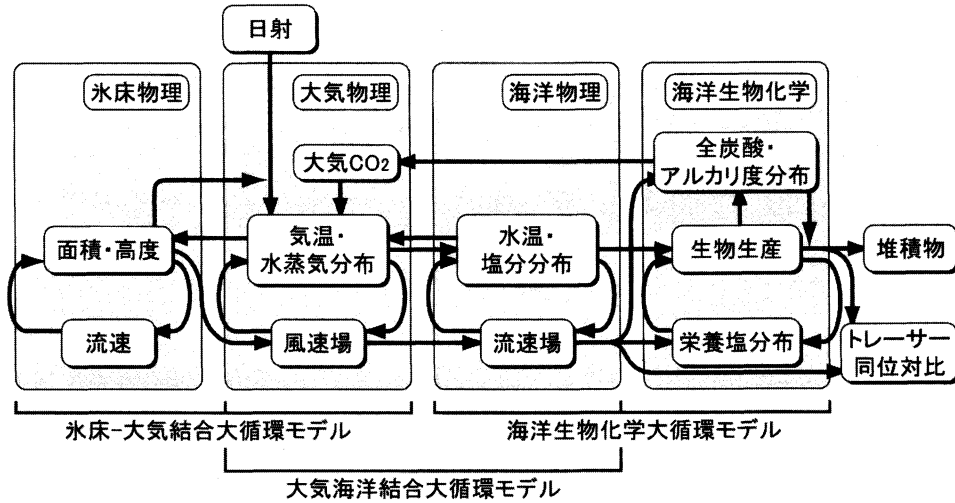 日射
氷床物理
大気物理
海洋物理
海洋生物化学
大気CO₂
全炭酸・
アルカリ度分布
面積・高度
気温・
水蒸気分布
水温・
塩分分布
生物生産
堆積物
流速
風速場
流速場
栄養塩分布
トレーサー
同位対比
氷床-大気結合大循環モデル
海洋生物化学大循環モデル
大気海洋結合大循環モデル